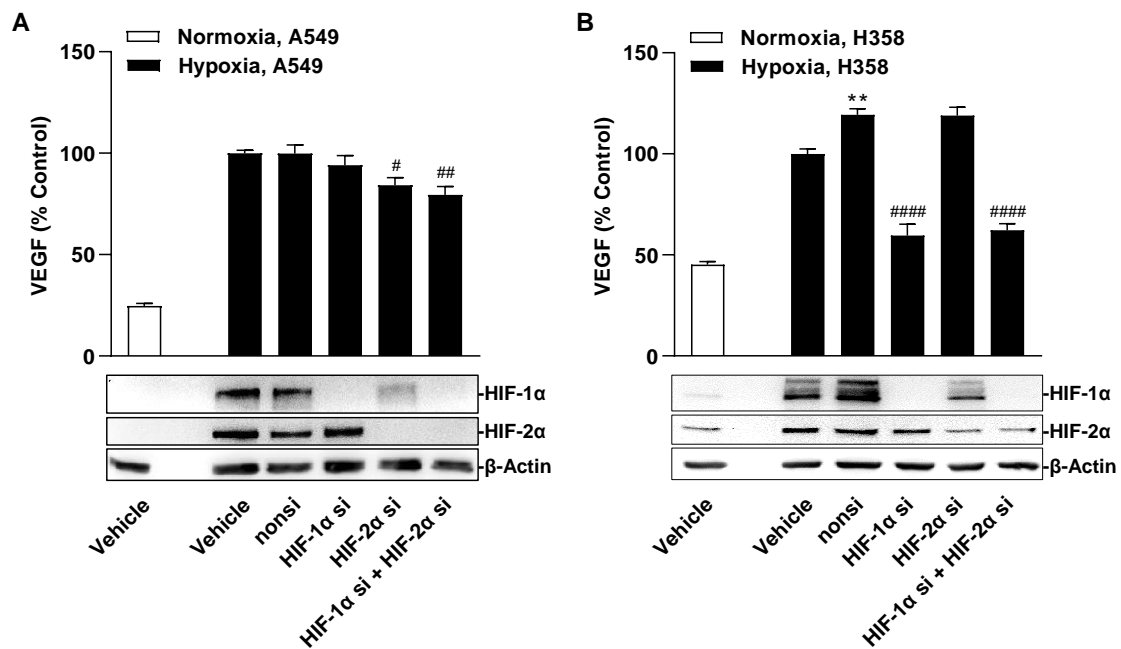 A
Normoxia, A549
Hypoxia, A549
150
100
50
0
VEGF (% Control)
#
##
-HIF-1α
-HIF-2α
-β-Actin
Vehicle
Vehicle
nonsi
HIF-1α si
HIF-2α si
HIF-1α si + HIF-2α si
B
Normoxia, H358
Hypoxia, H358
150
100
50
0
VEGF (% Control)
**
####
####
-HIF-1α
-HIF-2α
-β-Actin
Vehicle
Vehicle
nonsi
HIF-1α si
HIF-2α si
HIF-1α si + HIF-2α si